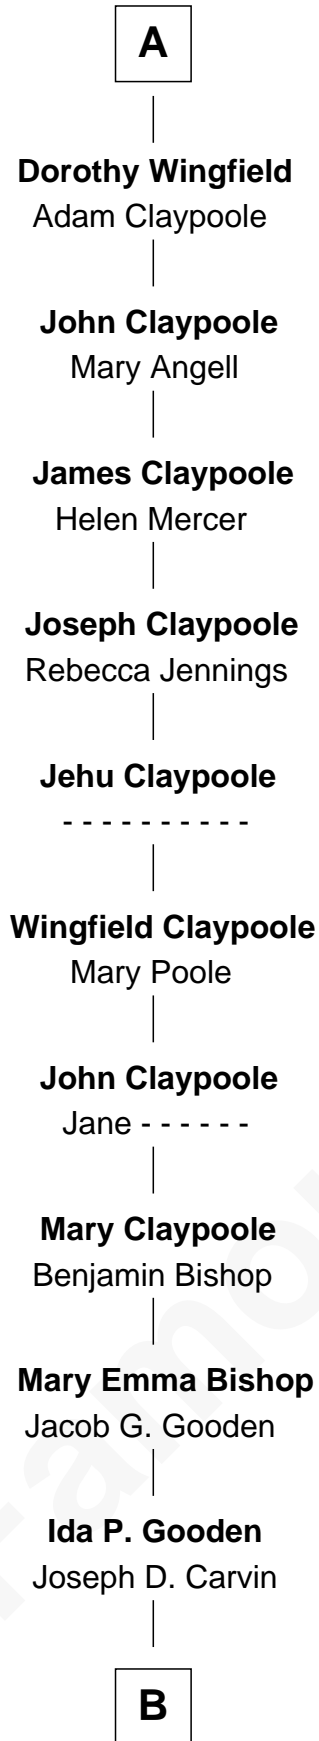 A
Dorothy Wingfield
Adam Claypoole
John Claypoole
Mary Angell
James Claypoole
Helen Mercer
Joseph Claypoole
Rebecca Jennings
Jehu Claypoole
- - - - - - - - - -
Wingfield Claypoole
Mary Poole
John Claypoole
Jane - - - - - -
Mary Claypoole
Benjamin Bishop
Mary Emma Bishop
Jacob G. Gooden
Ida P. Gooden
Joseph D. Carvin
B